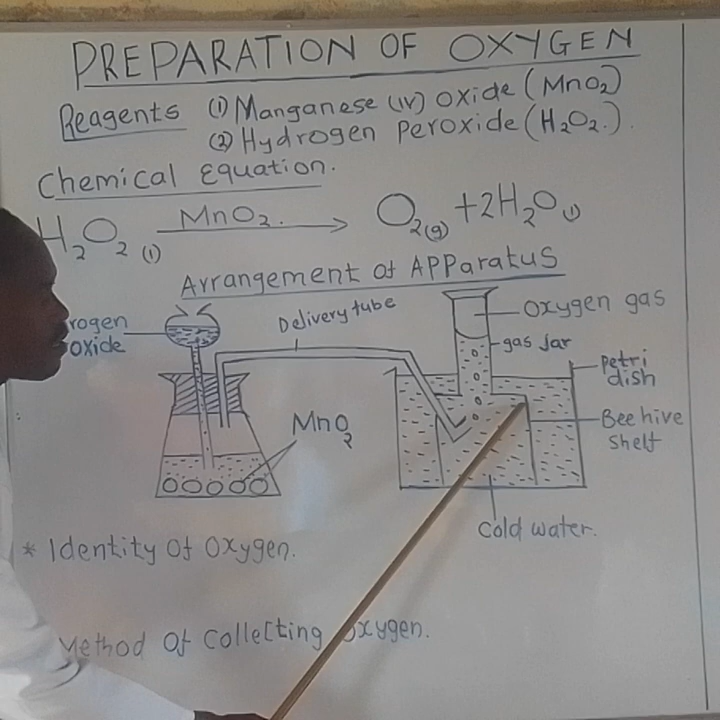 PREPARATION OF OXYGEN
Reagents (1) Manganese (IV) oxide (MnO2)
(2) Hydrogen peroxide (H2O2.).
Chemical Equation.
H2O2 (l) MnO2. → O2(g) + 2H2O (l)
Arrangement of Apparatus
rogen
oxide
Delivery tube
Oxygen gas
gas jar
Petri
dish
MnO2
Bee hive
shelf
Cold water.
* Identity of Oxygen.
Method of collecting oxygen.